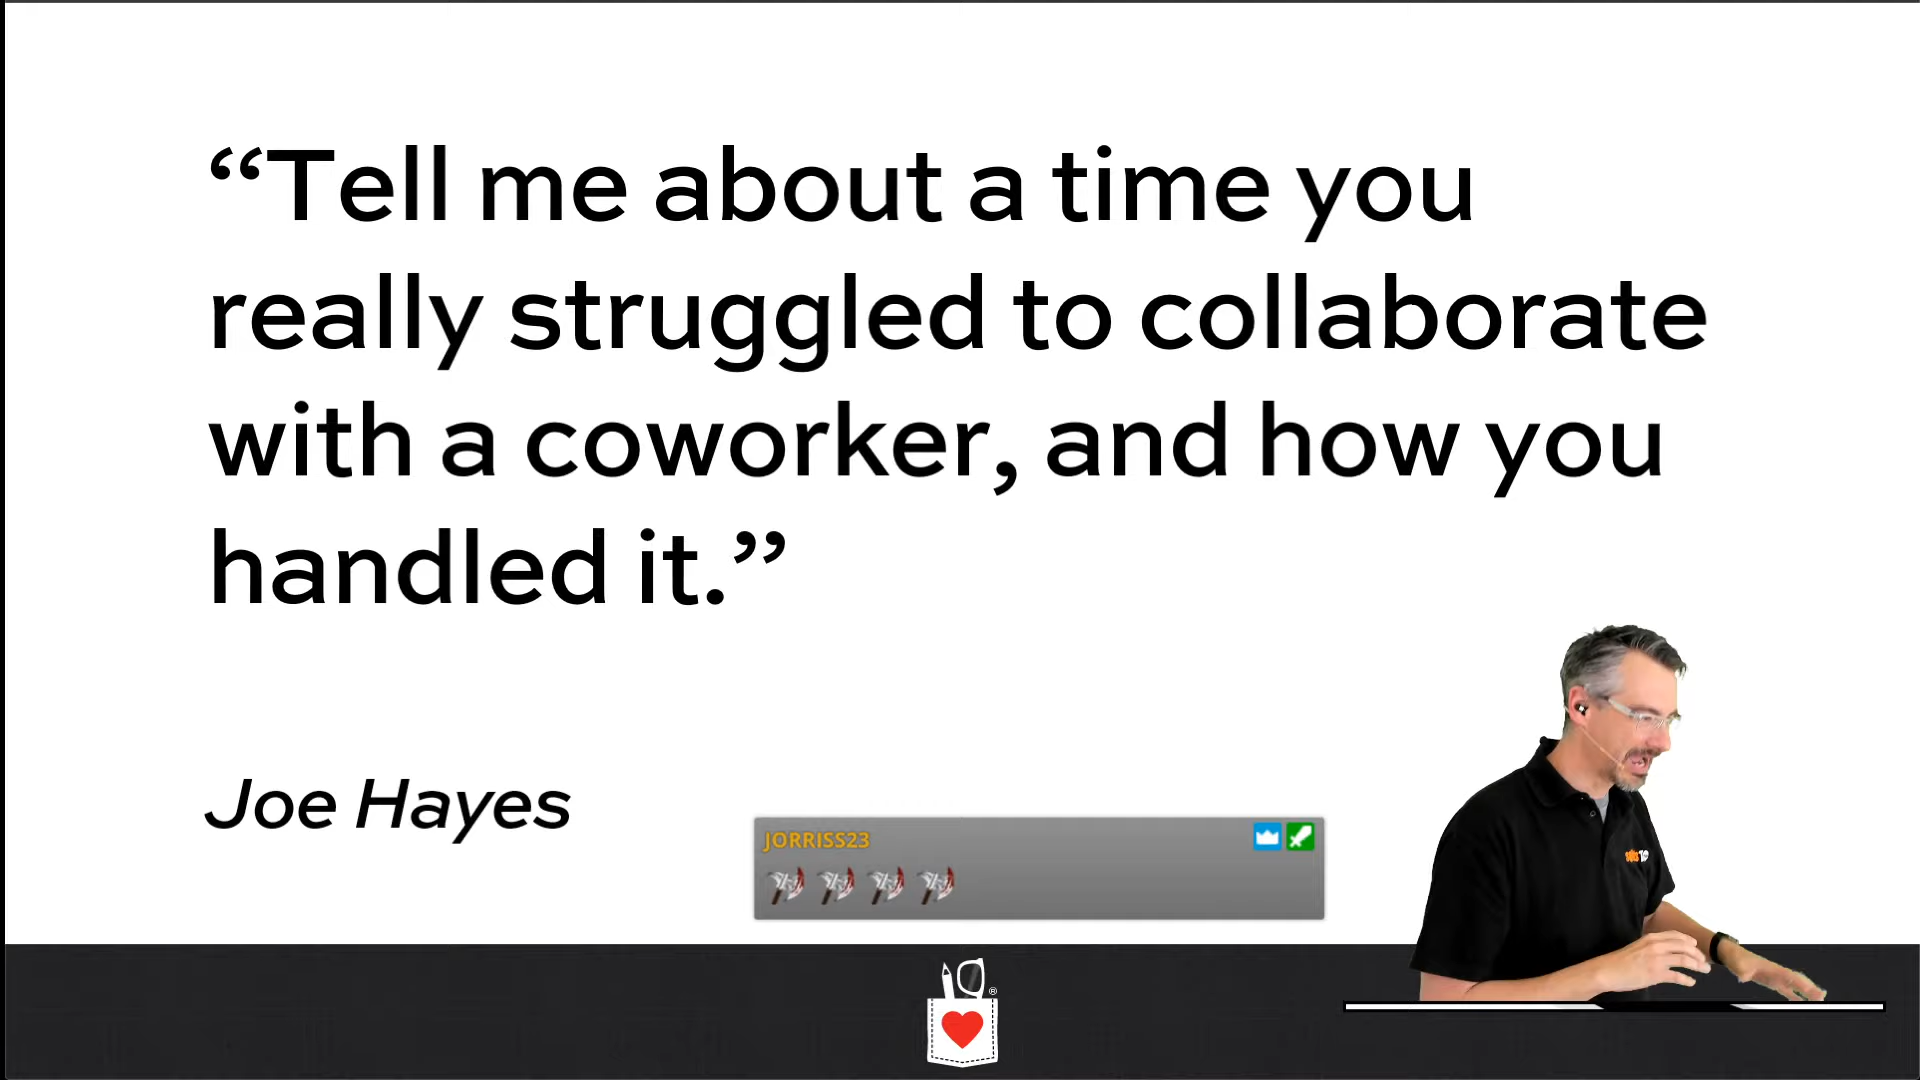 “Tell me about a time you
really struggled to collaborate
with a coworker, and how you
handled it.”
Joe Hayes
JORRISS23
®